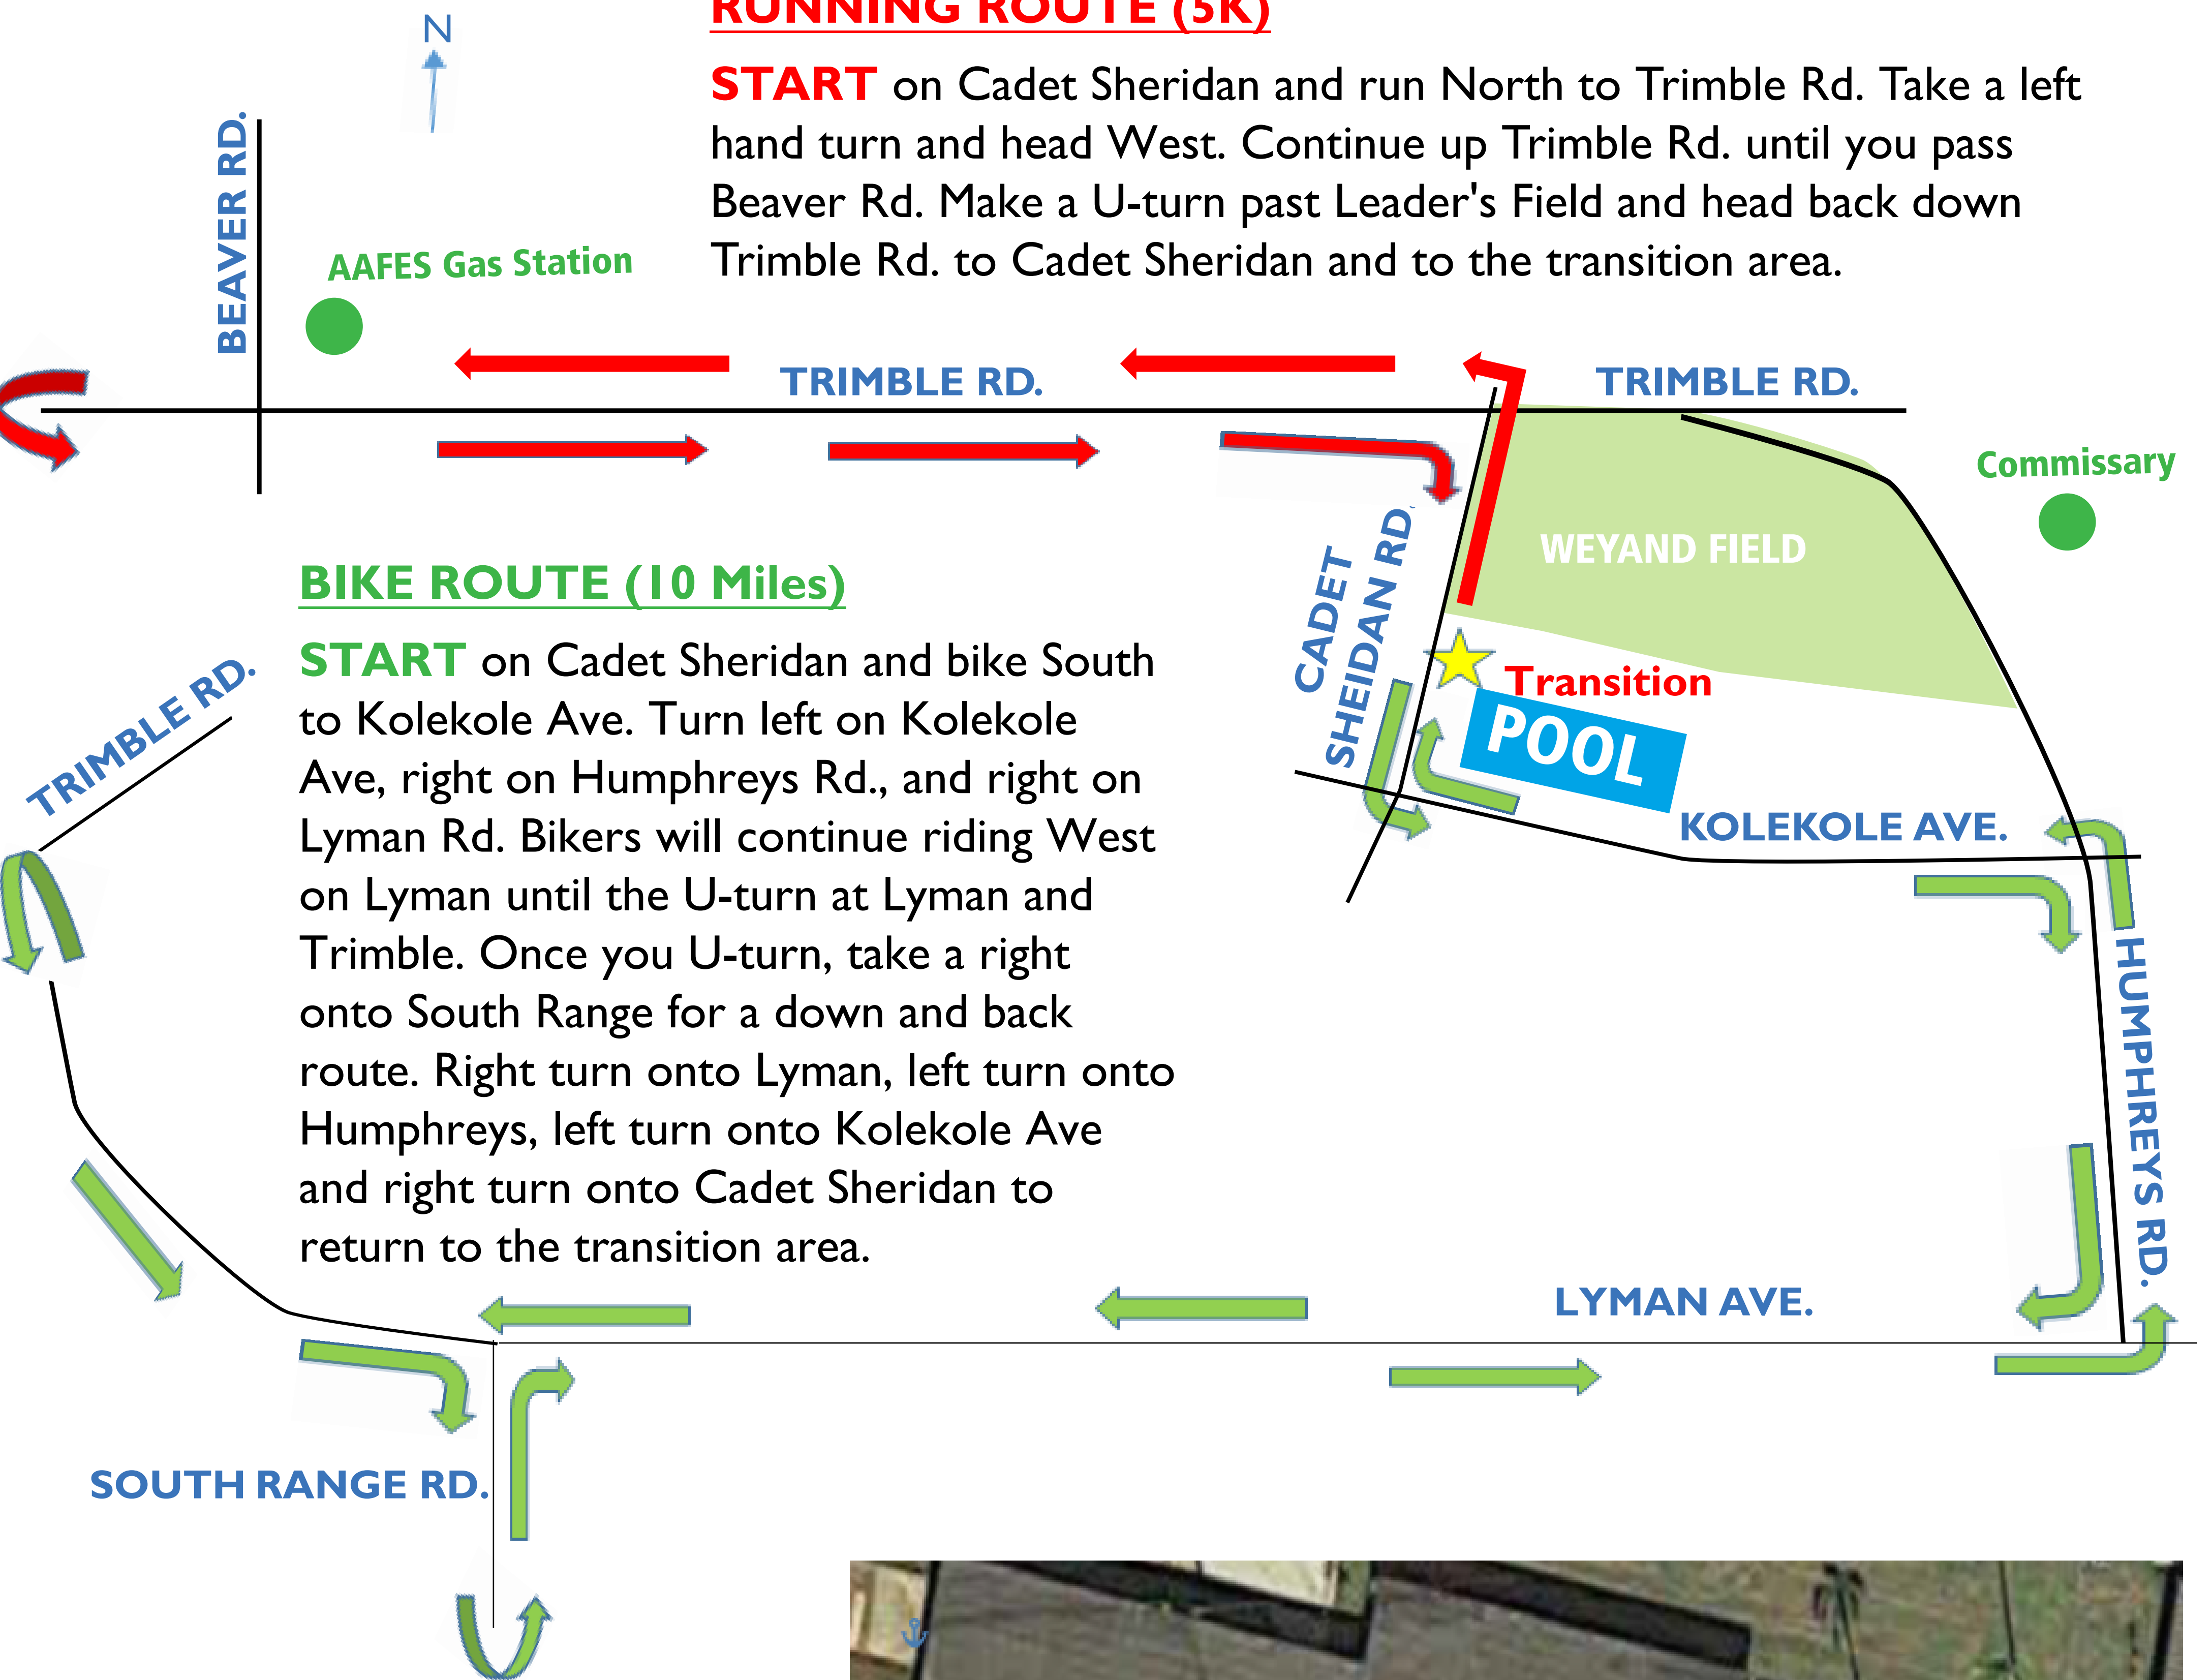 RUNNING ROUTE (5K)
N
START on Cadet Sheridan and run North to Trimble Rd. Take a left
hand turn and head West. Continue up Trimble Rd. until you pass
Beaver Rd. Make a U-turn past Leader's Field and head back down
Trimble Rd. to Cadet Sheridan and to the transition area.
BEAVER RD.
AAFES Gas Station
TRIMBLE RD.
TRIMBLE RD.
Commissary
WEYAND FIELD
CADET
SHEIDAN RD.
Transition
POOL
KOLEKOLE AVE.
HUMPHREYS RD.
BIKE ROUTE (10 Miles)
START on Cadet Sheridan and bike South
to Kolekole Ave. Turn left on Kolekole
Ave, right on Humphreys Rd., and right on
Lyman Rd. Bikers will continue riding West
on Lyman until the U-turn at Lyman and
Trimble. Once you U-turn, take a right
onto South Range for a down and back
route. Right turn onto Lyman, left turn onto
Humphreys, left turn onto Kolekole Ave
and right turn onto Cadet Sheridan to
return to the transition area.
TRIMBLE RD.
LYMAN AVE.
SOUTH RANGE RD.